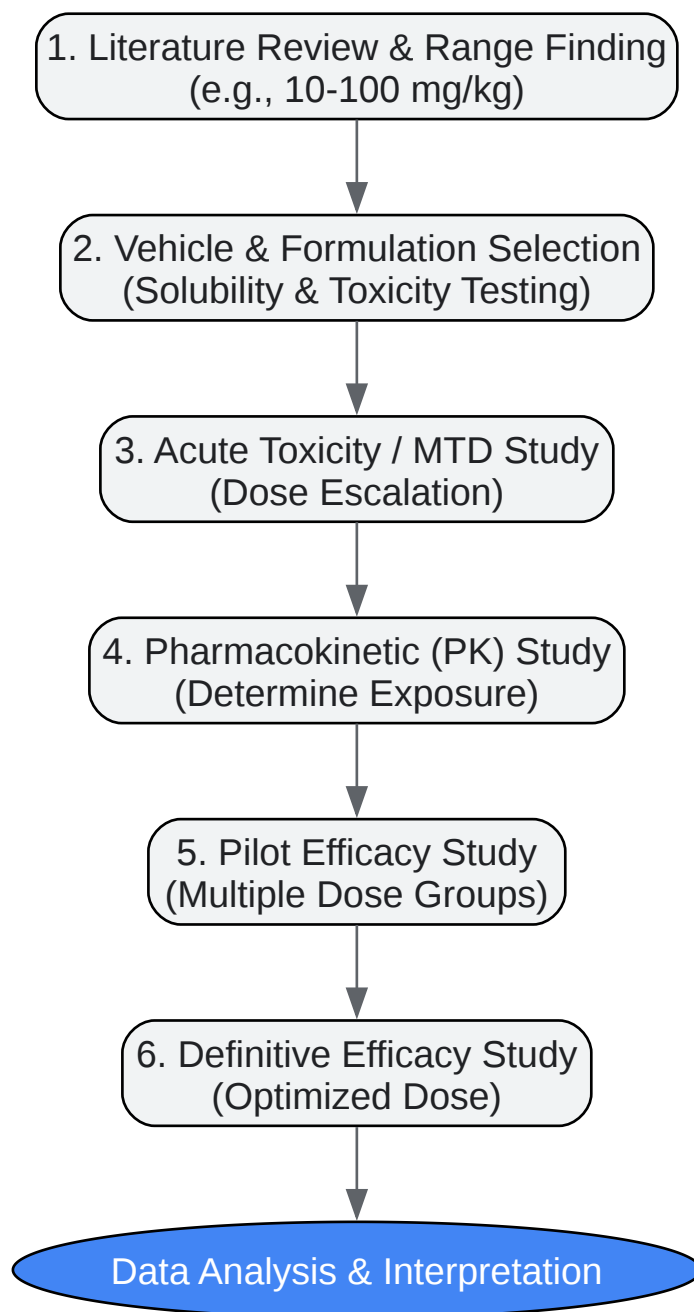 1. Literature Review & Range Finding
(e.g., 10-100 mg/kg)
2. Vehicle & Formulation Selection
(Solubility & Toxicity Testing)
3. Acute Toxicity / MTD Study
(Dose Escalation)
4. Pharmacokinetic (PK) Study
(Determine Exposure)
5. Pilot Efficacy Study
(Multiple Dose Groups)
6. Definitive Efficacy Study
(Optimized Dose)
Data Analysis & Interpretation